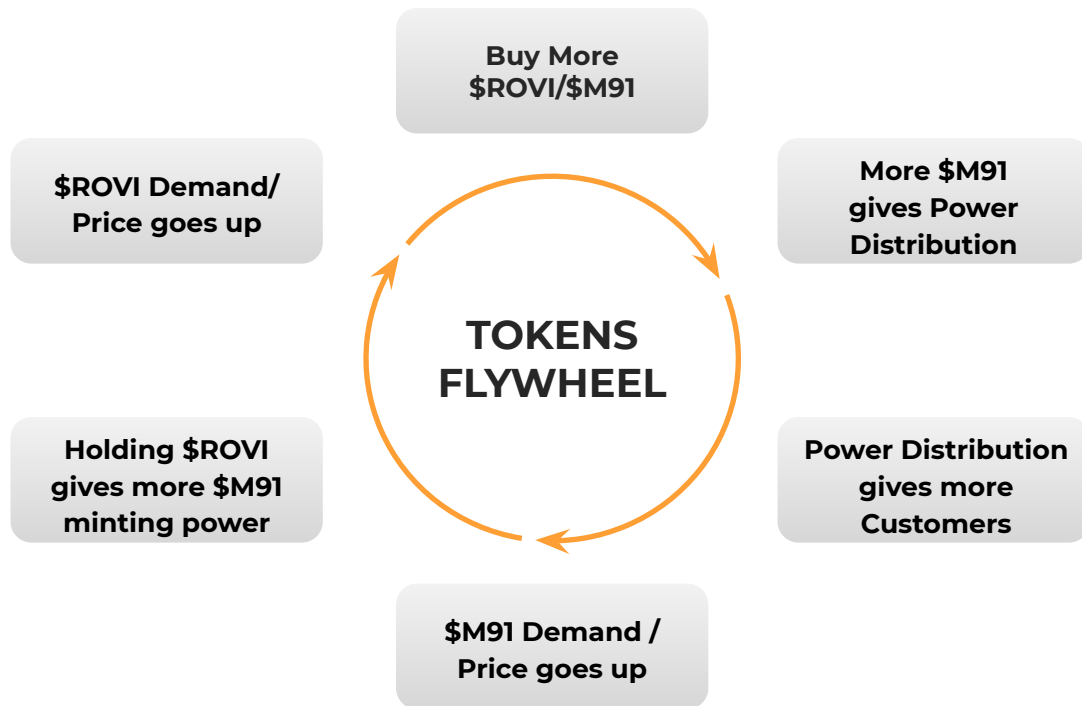 Buy More
$ROVI/$M91
$ROVI Demand/
Price goes up
More $M91
gives Power
Distribution
TOKENS
FLYWHEEL
Holding $ROVI
gives more $M91
minting power
Power Distribution
gives more
Customers
$M91 Demand /
Price goes up